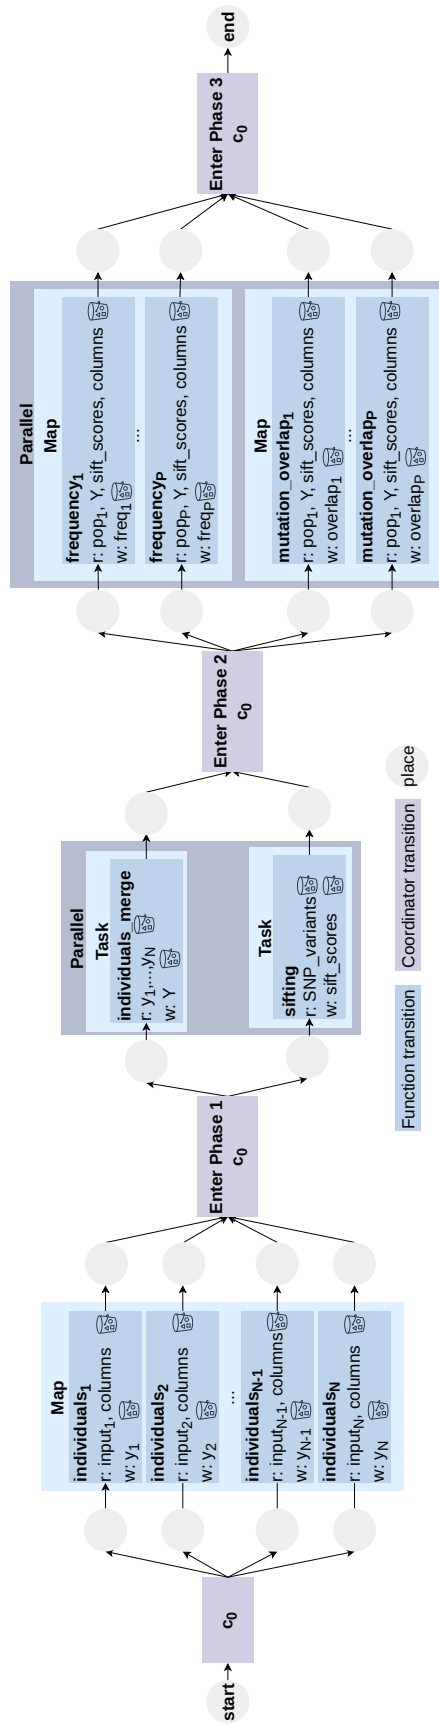 start
c0
Map
individuals1
r: input1, columns
w: y1
individuals2
r: input2, columns
w: y2
...
individualsN-1
r: inputN-1, columns
w: yN-1
individualsN
r: inputN, columns
w: yN
Enter Phase 1
c0
Parallel
Task
individuals_merge
r: y1,...,yN
w: Y
Task
sifting
r: SNP_variants
w: sift_scores
Enter Phase 2
c0
Parallel
Map
frequency1
r: pop1, Y, sift_scores, columns
w: freq1
...
frequencyP
r: popP, Y, sift_scores, columns
w: freqP
Map
mutation_overlap1
r: pop1, Y, sift_scores, columns
w: overlap1
...
mutation_overlapP
r: pop1, Y, sift_scores, columns
w: overlapP
Enter Phase 3
c0
end
Function transition
Coordinator transition
place